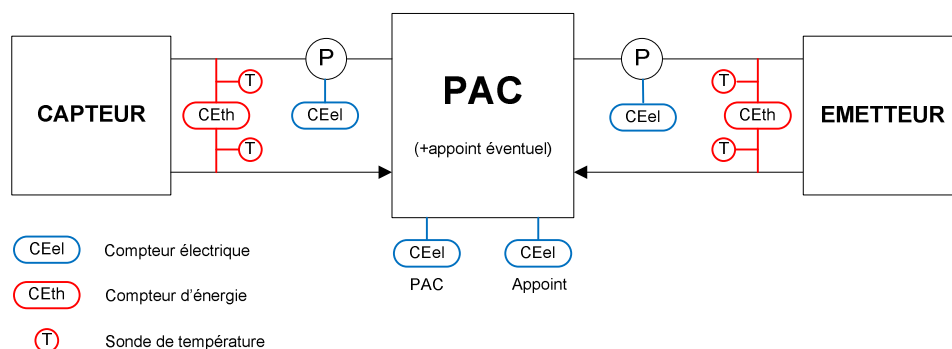 P
P
T
T
CAPTEUR
CEth
CEel
PAC
CEel
CEth
EMETTEUR
(+appoint éventuel)
T
T
CEel
Compteur électrique
CEel
CEel
PAC
Appoint
CEth
Compteur d'énergie
T
Sonde de température